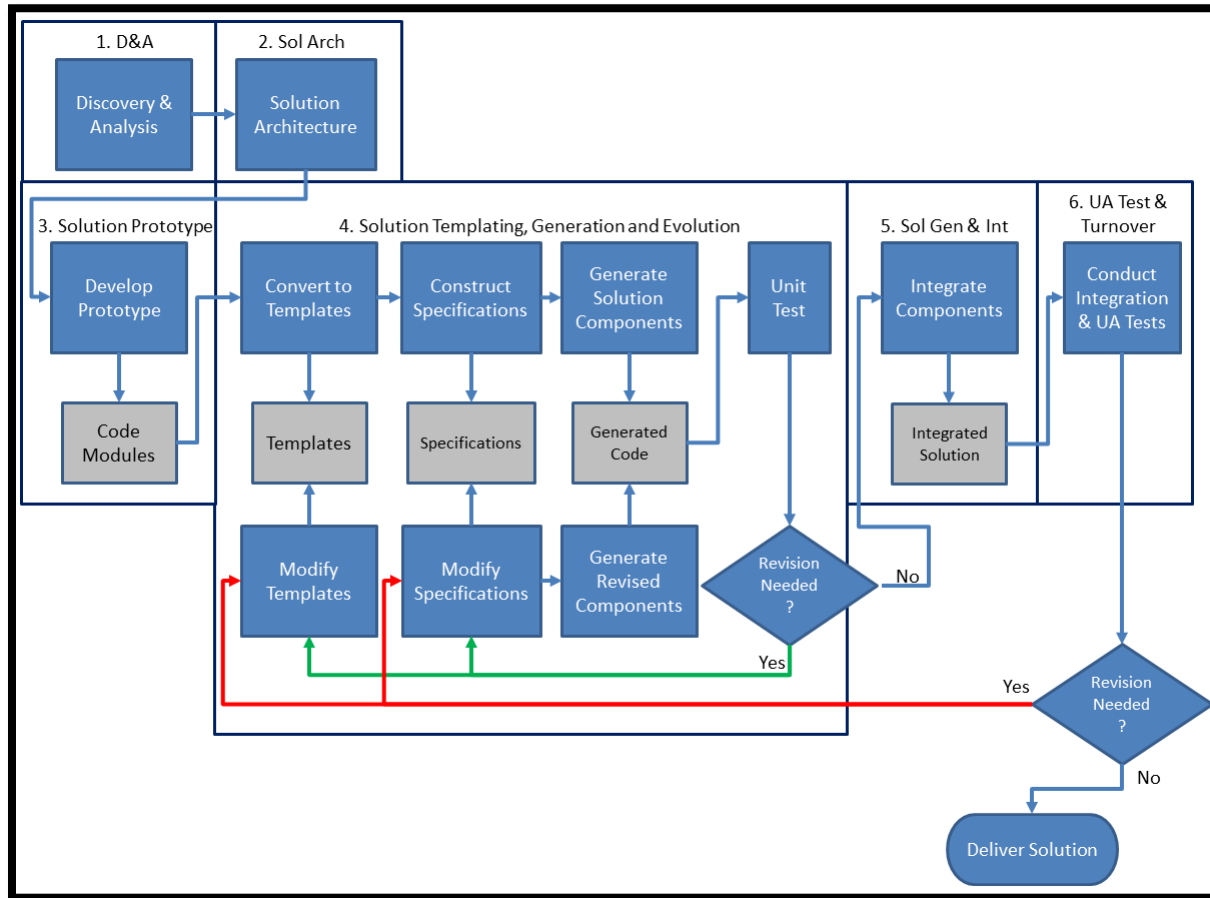 1. D&A
2. Sol Arch
Discovery &
Analysis
Solution
Architecture
3. Solution Prototype
4. Solution Templating, Generation and Evolution
5. Sol Gen & Int
6. UA Test &
Turnover
Develop
Prototype
Convert to
Templates
Construct
Specifications
Generate
Solution
Components
Unit
Test
Integrate
Components
Conduct
Integration
& UA Tests
Code
Modules
Templates
Specifications
Generated
Code
Integrated
Solution
Modify
Templates
Modify
Specifications
Generate
Revised
Components
Revision
Needed
?
No
Yes
Yes
Revision
Needed
?
No
Deliver Solution